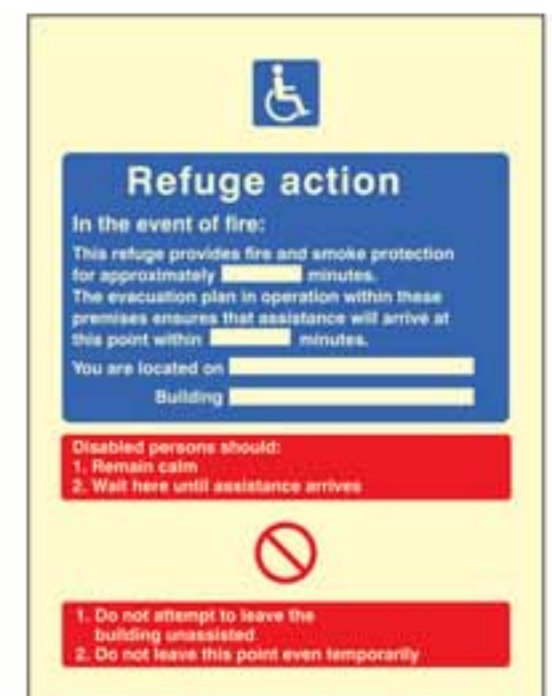 Refuge action
In the event of fire:
This refuge provides fire and smoke protection
for approximately minutes.
The evacuation plan in operation within these
premises ensures that assistance will arrive at
this point within minutes.
You are located on
Building
Disabled persons should:
1. Remain calm
2. Wait here until assistance arrives
1. Do not attempt to leave the
building unassisted
2. Do not leave this point even temporarily